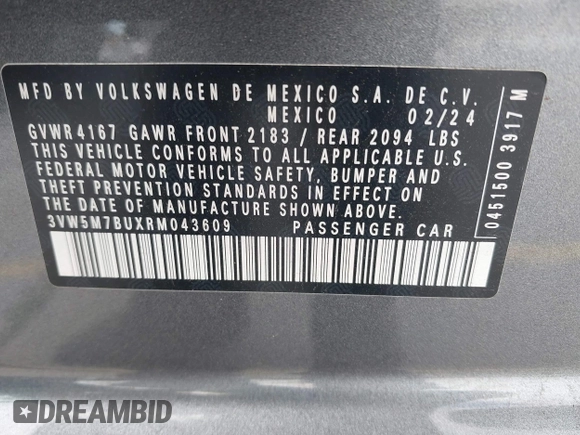 MFD BY VOLKSWAGEN DE MEXICO S.A. DE C.V.
MEXICO 02/24
GVWR 4167 GAWR FRONT 2183 / REAR 2094 LBS
THIS VEHICLE CONFORMS TO ALL APPLICABLE U.S.
FEDERAL MOTOR VEHICLE SAFETY, BUMPER AND
THEFT PREVENTION STANDARDS IN EFFECT ON
THE DATE OF MANUFACTURE SHOWN ABOVE.
3VW5M7BUXRM043609 PASSENGER CAR
0451500 3917 M
DREAMBID